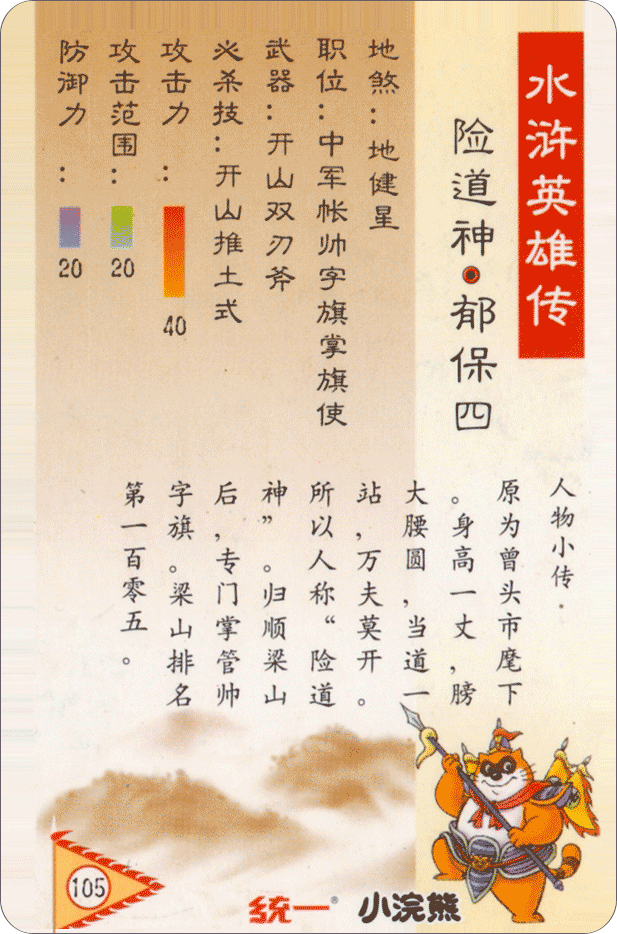 水浒英雄传
险道神·郁保四
地煞：地健星
职位：中军帐帅字旗掌旗使
武器：开山双刃斧
必杀技：开山推土式
攻击力：
40
攻击范围：
20
防御力：
20
人物小传·
原为曾头市麾下
。身高一丈，膀
大腰圆，当道一
站，万夫莫开。
所以人称“险道
神”。归顺梁山
后，专门掌管帅
字旗。梁山排名
第一百零五。
105
统一®
小浣熊